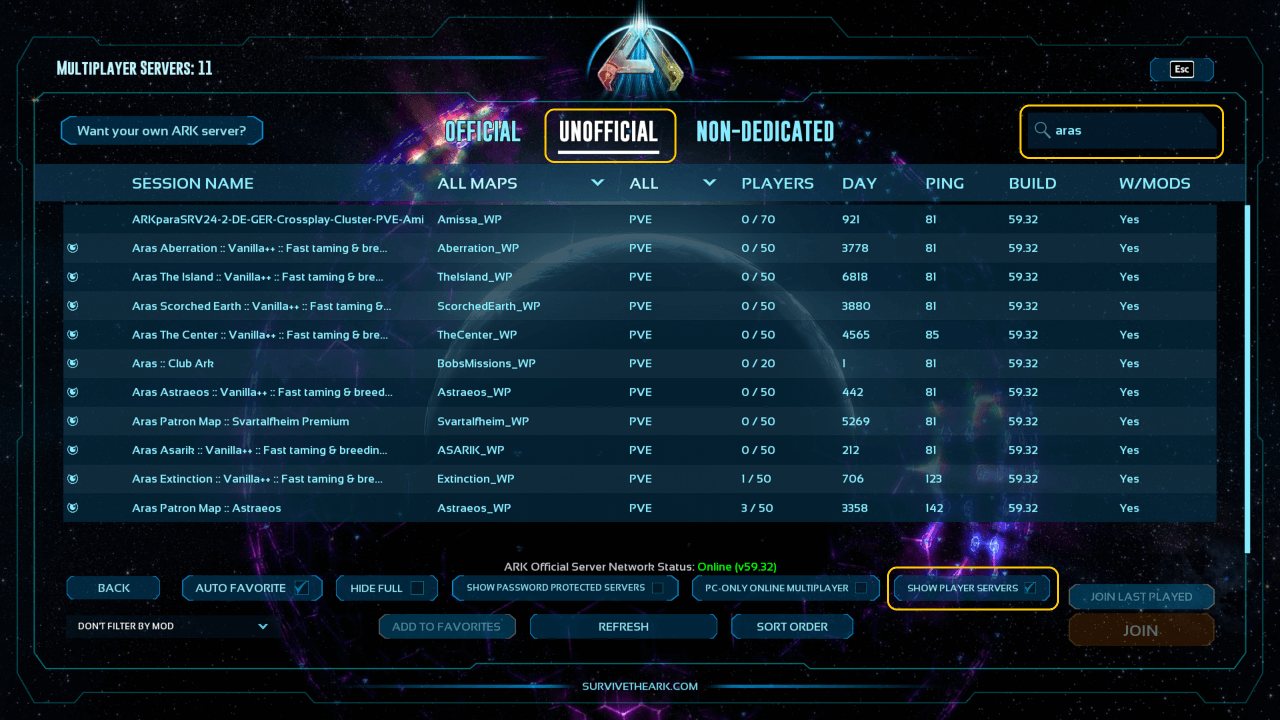 MULTIPLAYER SERVERS: 11
Esc
Want your own ARK server?
OFFICIAL UNOFFICIAL NON-DEDICATED
aras
SESSION NAME ALL MAPS ALL PLAYERS DAY PING BUILD W/MODS
ARKparaSRV24-2-DE-GER-Crossplay-Cluster-PVE-Ami Amissa_WP PVE 0 / 70 921 81 59.32 Yes
Aras Aberration :: Vanilla++ :: Fast taming & bre... Aberration_WP PVE 0 / 50 3778 81 59.32 Yes
Aras The Island :: Vanilla++ :: Fast taming & bre... TheIsland_WP PVE 0 / 50 6818 81 59.32 Yes
Aras Scorched Earth :: Vanilla++ :: Fast taming &... ScorchedEarth_WP PVE 0 / 50 3880 81 59.32 Yes
Aras The Center :: Vanilla++ :: Fast taming & bre... TheCenter_WP PVE 0 / 50 4565 85 59.32 Yes
Aras :: Club Ark BobsMissions_WP PVE 0 / 20 1 81 59.32 Yes
Aras Astraeos :: Vanilla++ :: Fast taming & breed... Astraeos_WP PVE 0 / 50 442 81 59.32 Yes
Aras Patron Map :: Svartalfheim Premium Svartalfheim_WP PVE 0 / 50 5269 81 59.32 Yes
Aras Asarik :: Vanilla++ :: Fast taming & breedin... ASARIK_WP PVE 0 / 50 212 81 59.32 Yes
Aras Extinction :: Vanilla++ :: Fast taming & bre... Extinction_WP PVE 1 / 50 706 123 59.32 Yes
Aras Patron Map :: Astraeos Astraeos_WP PVE 3 / 50 3358 142 59.32 Yes
ARK Official Server Network Status: Online (v59.32)
BACK AUTO FAVORITE HIDE FULL SHOW PASSWORD PROTECTED SERVERS PC-ONLY ONLINE MULTIPLAYER SHOW PLAYER SERVERS JOIN LAST PLAYED
DON'T FILTER BY MOD ADD TO FAVORITES REFRESH SORT ORDER JOIN
SURVIVETHEARK.COM